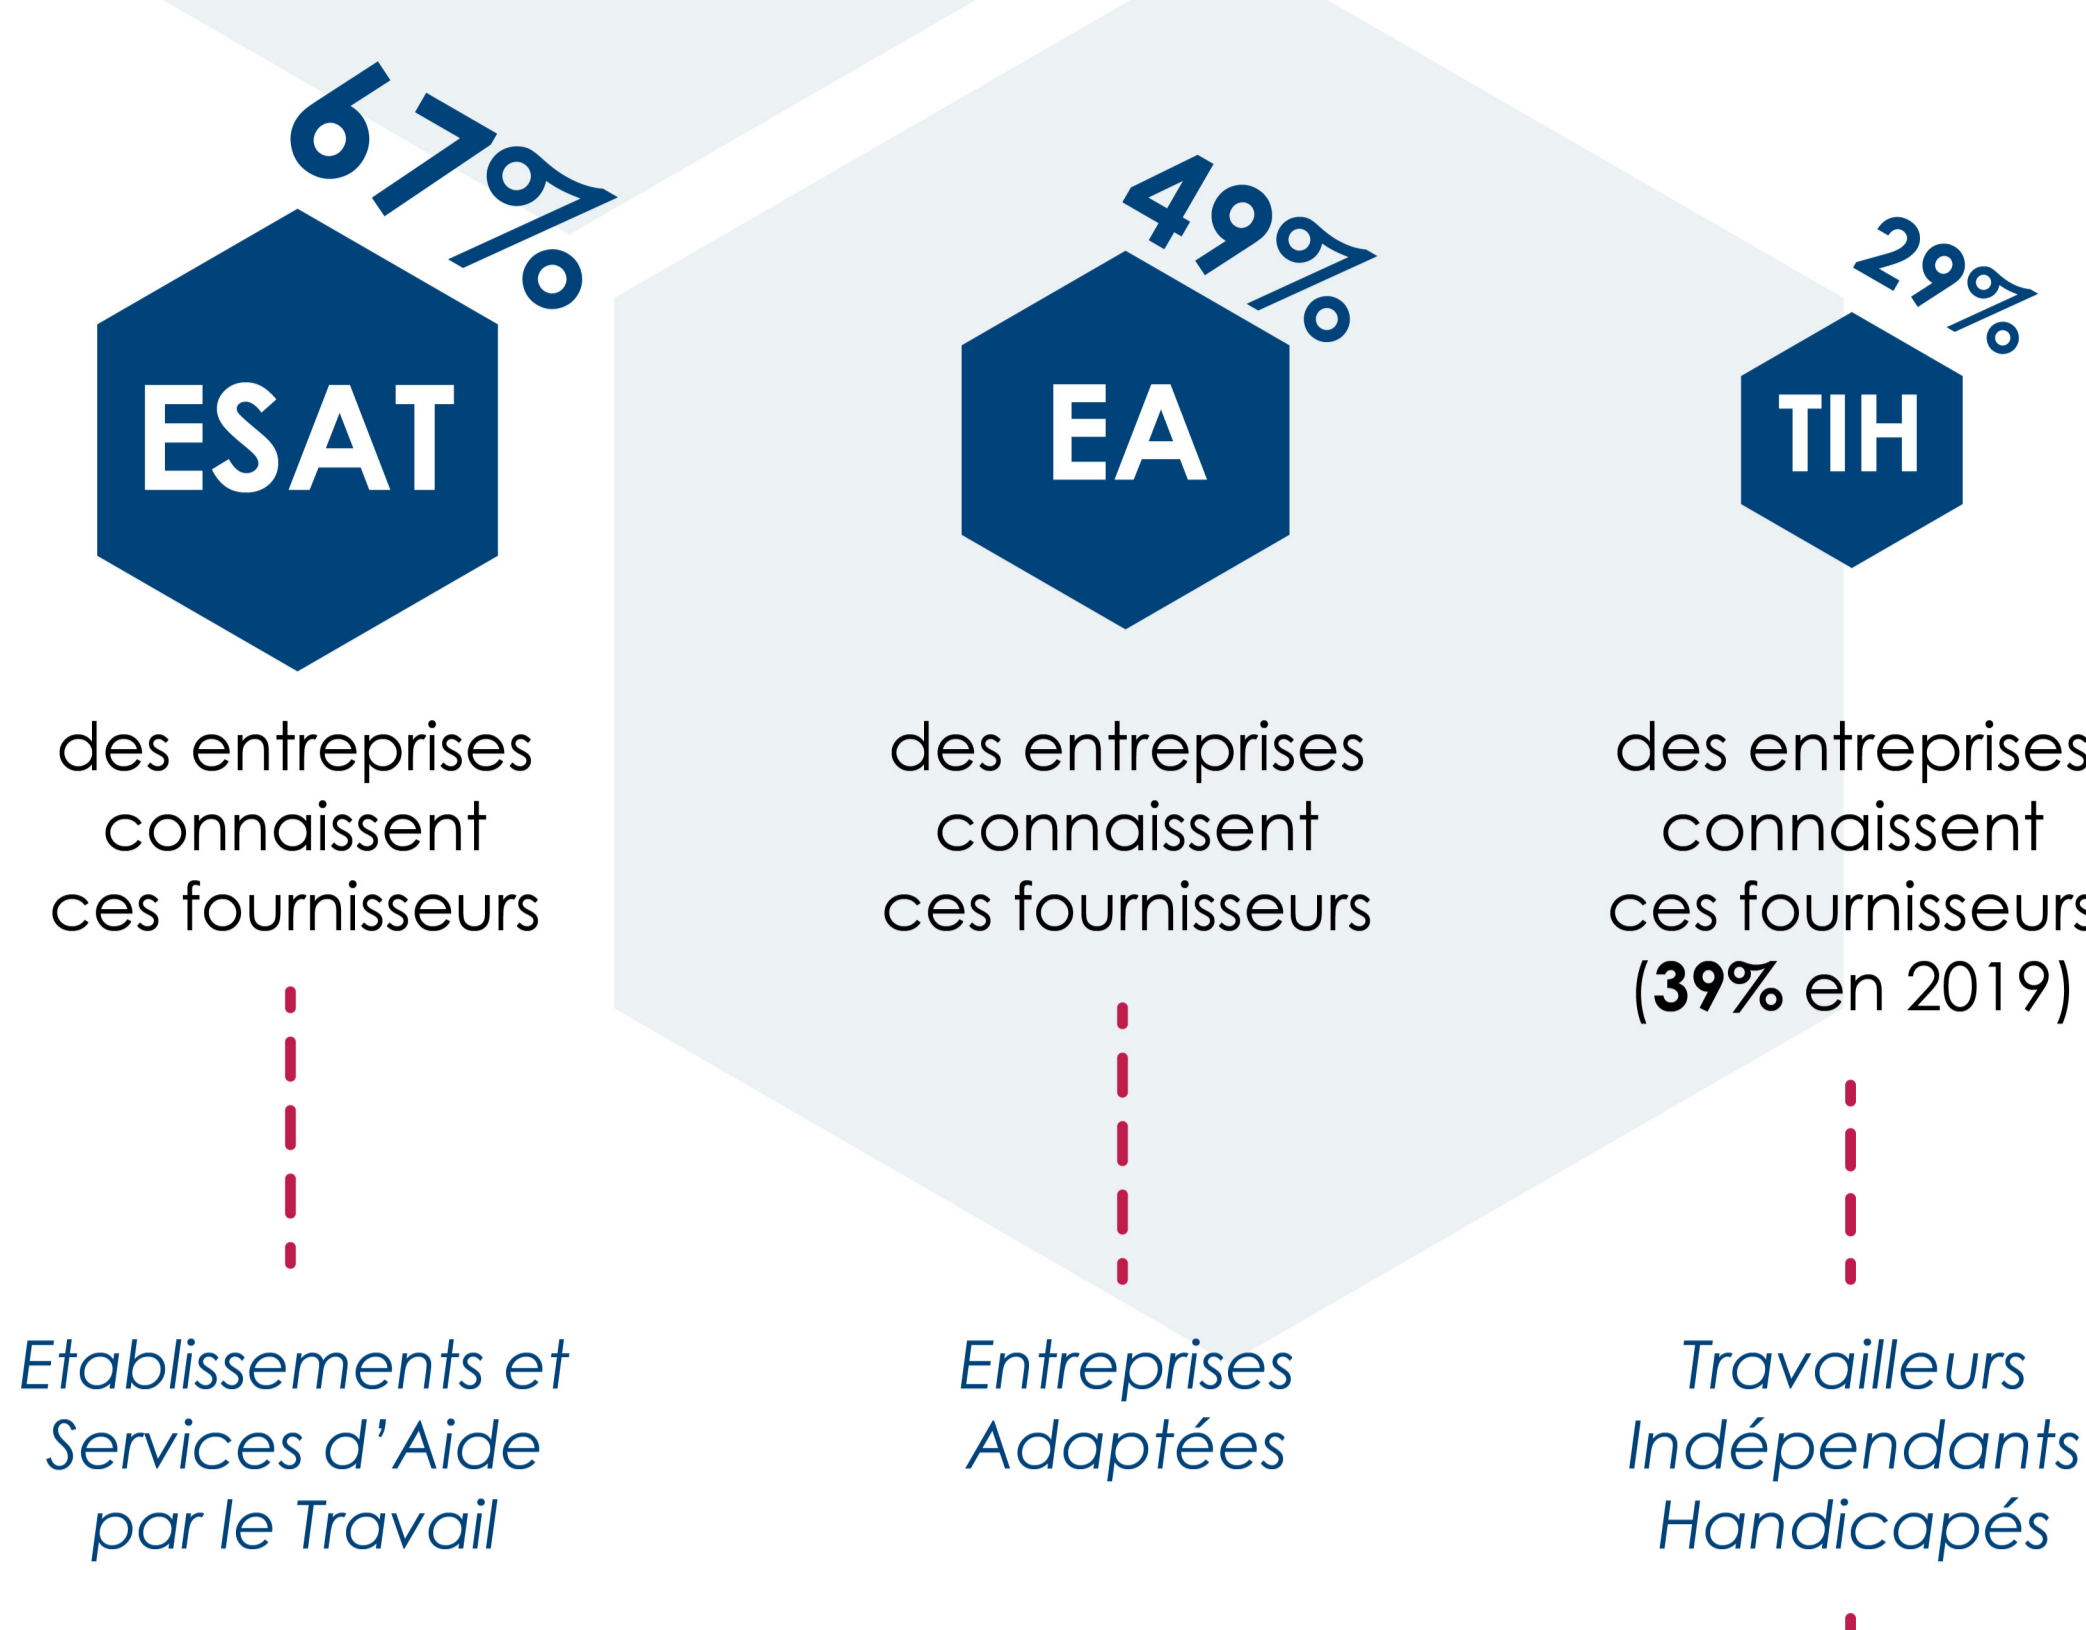 67%
ESAT
des entreprises
connaissent
ces fournisseurs
Etablissements et
Services d'Aide
par le Travail
49%
EA
des entreprises
connaissent
ces fournisseurs
Entreprises
Adaptées
29%
TIH
des entreprises
connaissent
ces fournisseurs
(39% en 2019)
Travailleurs
Indépendants
Handicapés